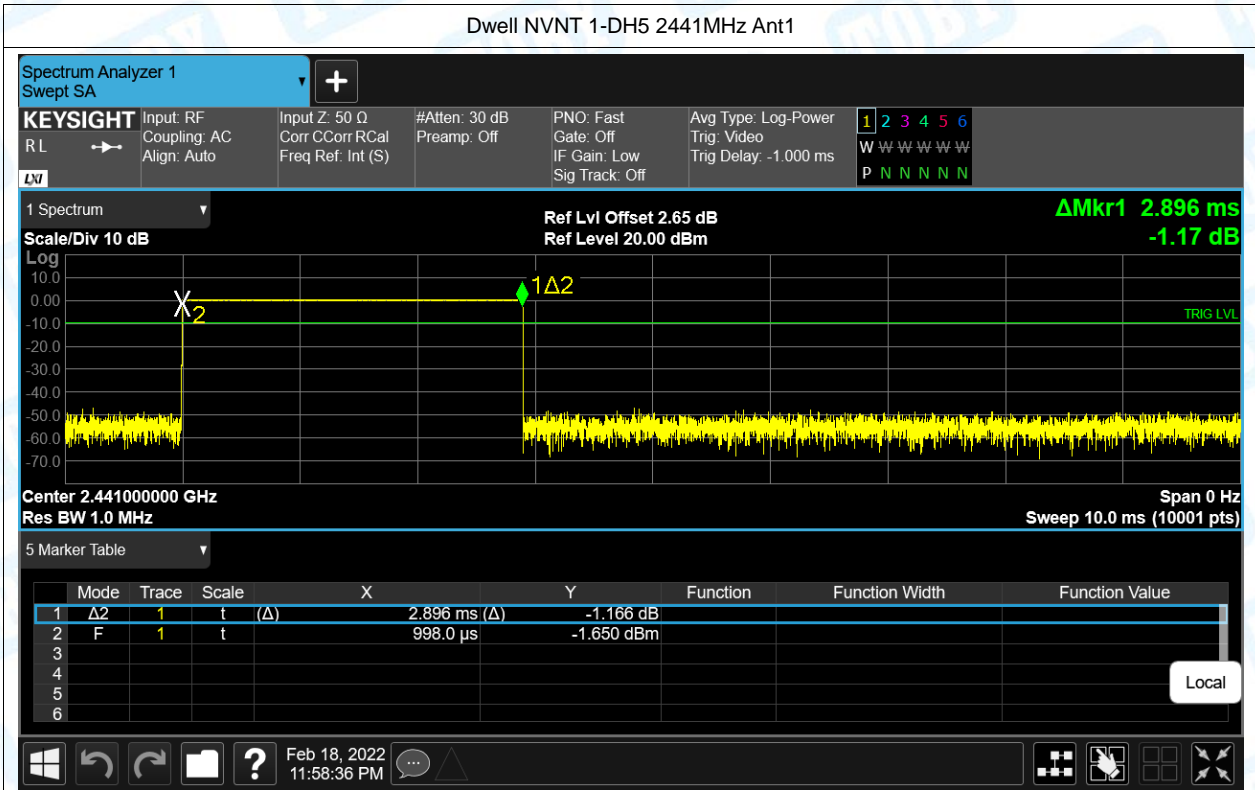 Dwell NVNT 1-DH5 2441MHz Ant1
Spectrum Analyzer 1
Swept SA
+
KEYSIGHT Input: RF Input Z: 50 Ω #Atten: 30 dB PNO: Fast Avg Type: Log-Power 1 2 3 4 5 6
RL Coupling: AC Corr CCorr RCal Preamp: Off Gate: Off Trig: Video W W W W W W
Align: Auto Freq Ref: Int (S) IF Gain: Low Trig Delay: -1.000 ms
LXI Sig Track: Off P N N N N N
1 Spectrum Ref Lvl Offset 2.65 dB ΔMkr1 2.896 ms
Scale/Div 10 dB Ref Level 20.00 dBm -1.17 dB
Log
10.0
1Δ2
0.00
2
-10.0 TRIG LVL
-20.0
-30.0
-40.0
-50.0
-60.0
-70.0
Center 2.441000000 GHz Span 0 Hz
Res BW 1.0 MHz Sweep 10.0 ms (10001 pts)
5 Marker Table
Mode Trace Scale X Y Function Function Width Function Value
1 Δ2 1 t (Δ) 2.896 ms (Δ) -1.166 dB
2 F 1 t 998.0 µs -1.650 dBm
3
4
5
6
Local
? Feb 18, 2022
11:58:36 PM